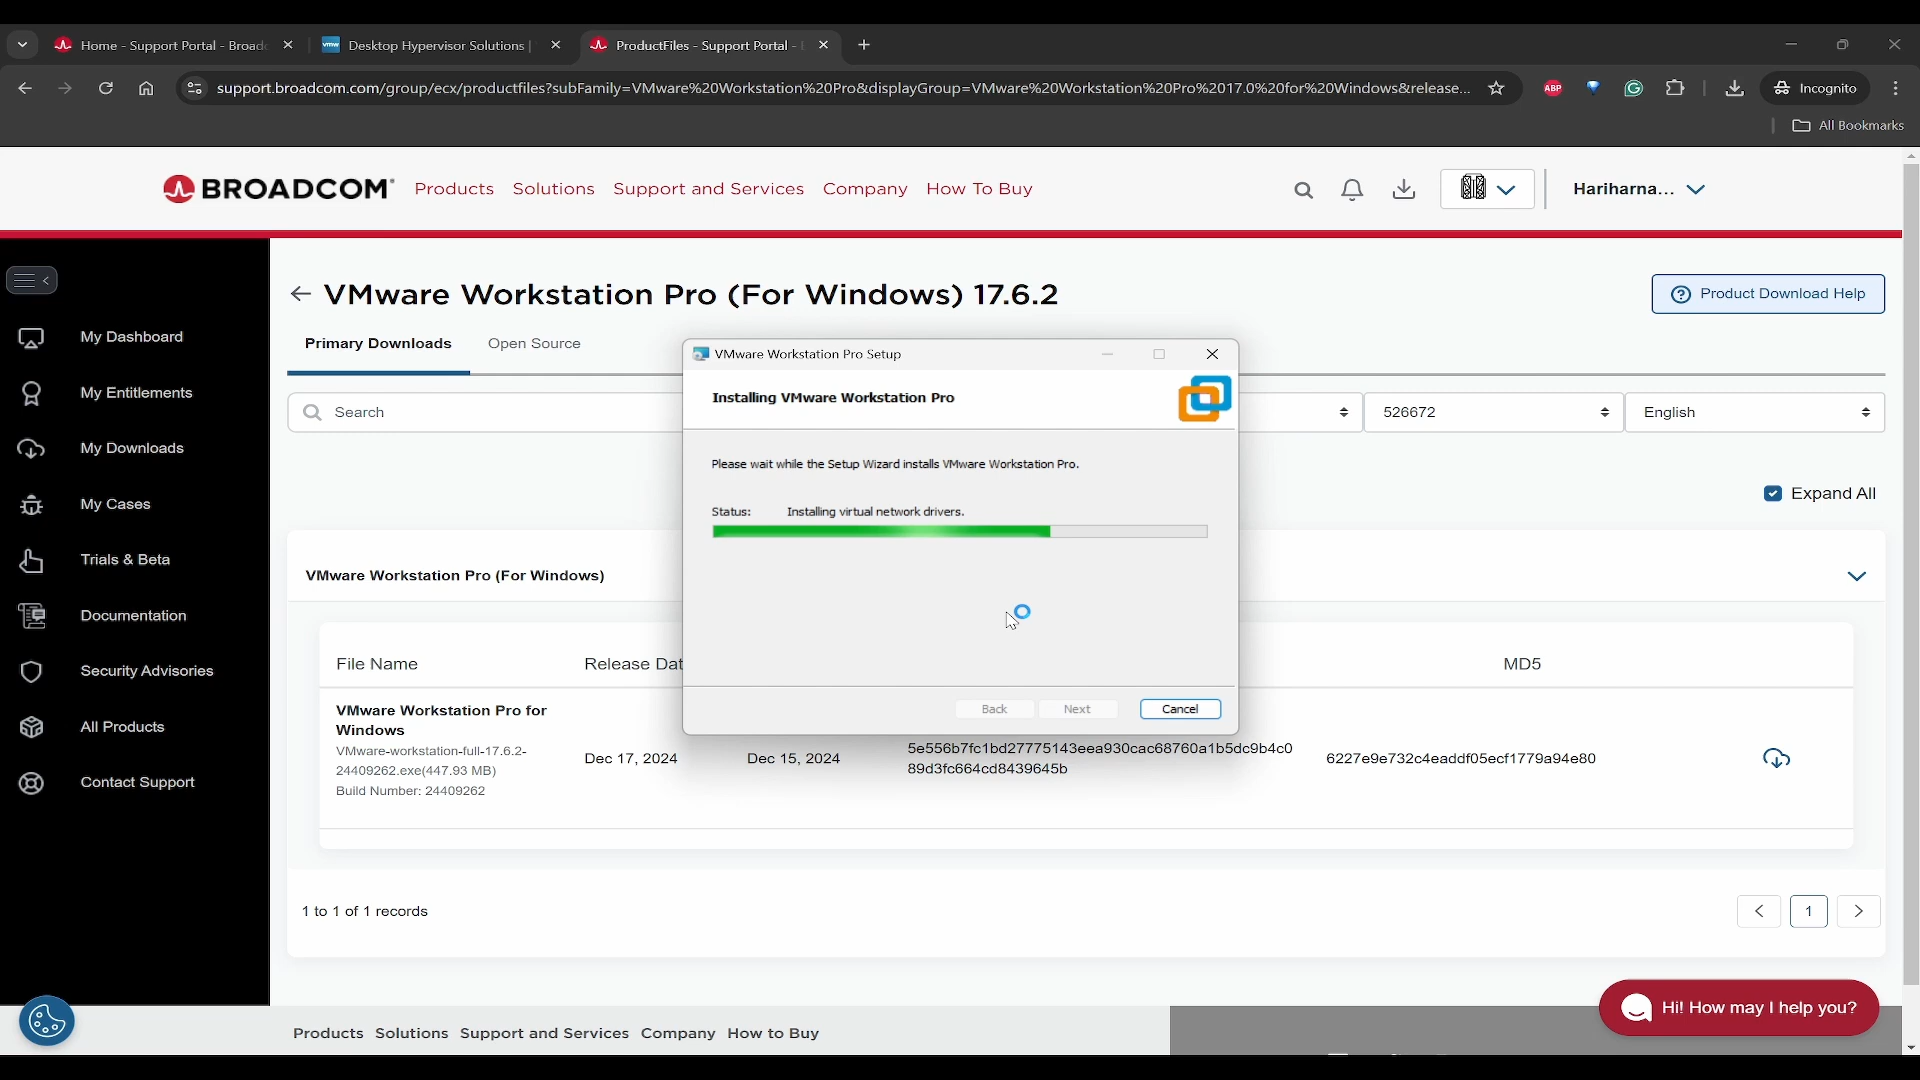 Home - Support Portal - Broadc
Desktop Hypervisor Solutions |
ProductFiles - Support Portal -
support.broadcom.com/group/ecx/productfiles?subFamily=VMware%20Workstation%20Pro&displayGroup=VMware%20Workstation%20Pro%2017.0%20for%20Windows&release...
ABP
Incognito
All Bookmarks
BROADCOM
Products Solutions Support and Services Company How To Buy
Hariharna...
VMware Workstation Pro (For Windows) 17.6.2
Product Download Help
My Dashboard
My Entitlements
My Downloads
My Cases
Trials & Beta
Documentation
Security Advisories
All Products
Contact Support
Primary Downloads
Open Source
Search
526672
English
Expand All
VMware Workstation Pro Setup
Installing VMware Workstation Pro
Please wait while the Setup Wizard installs VMware Workstation Pro.
Status: Installing virtual network drivers.
Back
Next
Cancel
VMware Workstation Pro (For Windows)
File Name
Release Dat
MD5
VMware Workstation Pro for
Windows
VMware-workstation-full-17.6.2-
24409262.exe(447.93 MB)
Build Number: 24409262
Dec 17, 2024
Dec 15, 2024
5e556b7fc1bd27775143eea930cac68760a1b5dc9b4c0
89d3fc664cd8439645b
6227e9e732c4eaddf05ecf1779a94e80
1 to 1 of 1 records
1
Hi! How may I help you?
Products Solutions Support and Services Company How to Buy